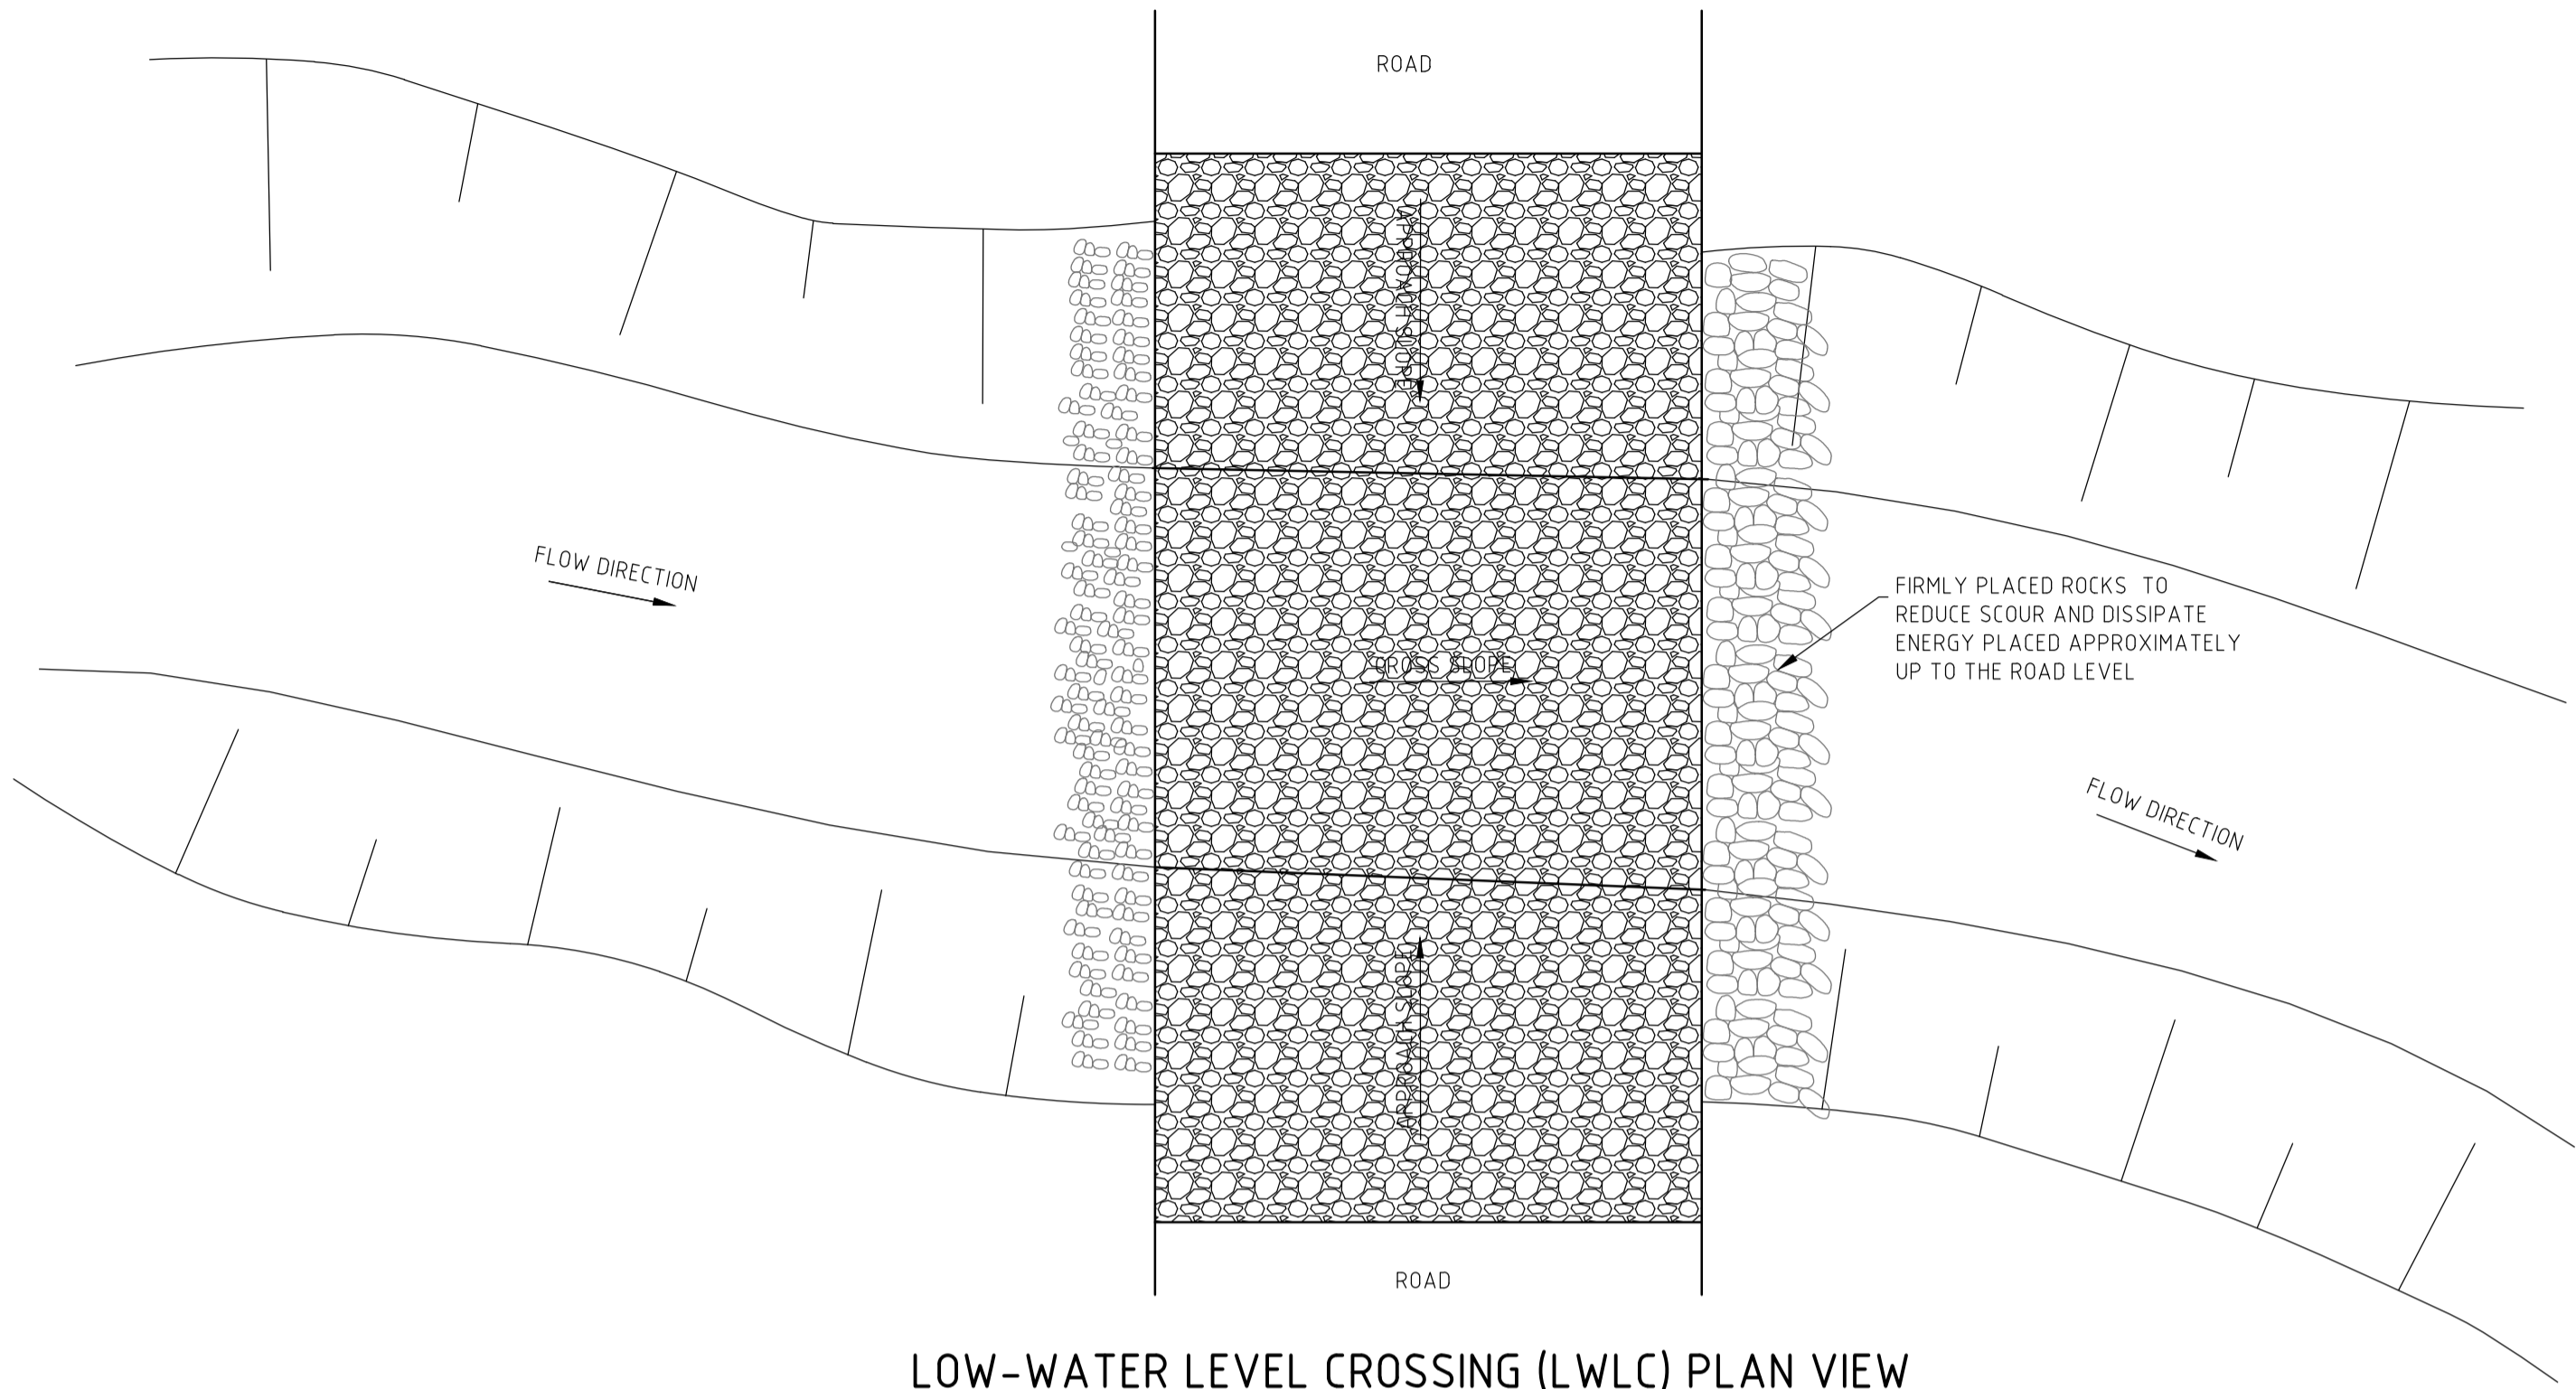 ROAD
APPROACH SLOPE
FLOW DIRECTION
FIRMLY PLACED ROCKS TO
REDUCE SCOUR AND DISSIPATE
ENERGY PLACED APPROXIMATELY
UP TO THE ROAD LEVEL
CROSS SLOPE
FLOW DIRECTION
APPROACH SLOPE
ROAD
LOW-WATER LEVEL CROSSING (LWLC) PLAN VIEW